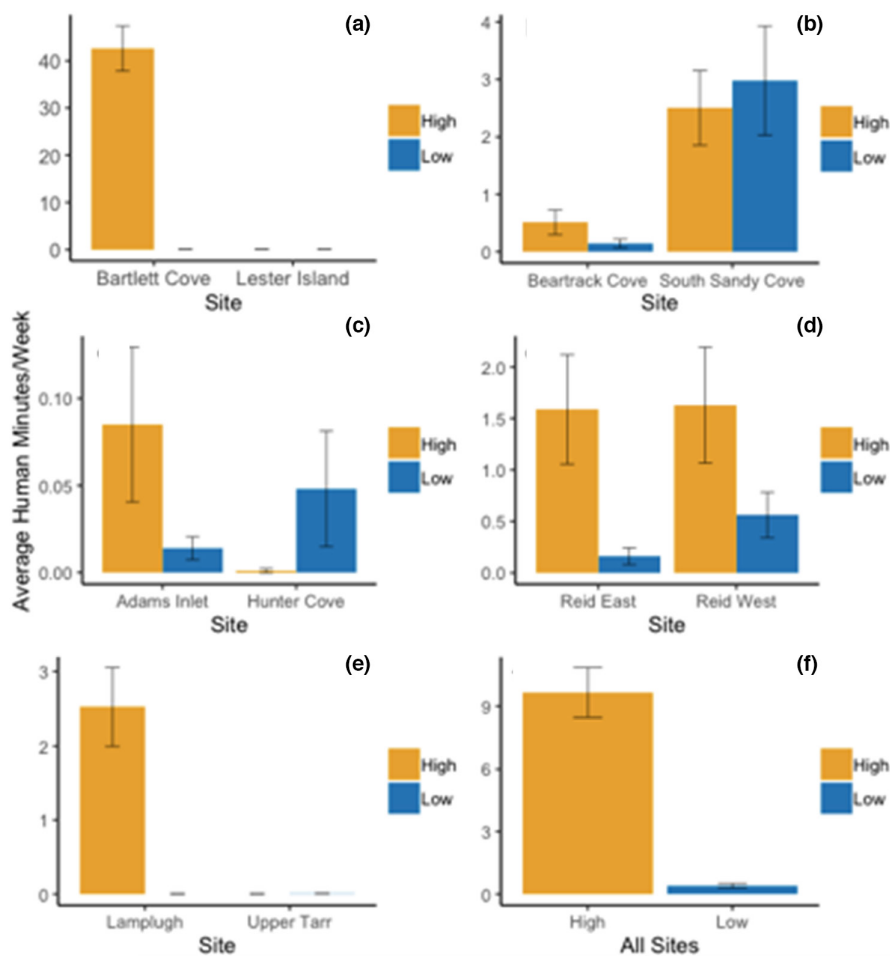 (a)
40
30
20
10
0
High
Low
Bartlett Cove Lester Island
Site
(b)
4
3
2
1
0
High
Low
Beartrack Cove South Sandy Cove
Site
Average Human Minutes/Week
(c)
0.10
0.05
0.00
High
Low
Adams Inlet Hunter Cove
Site
(d)
2.0
1.5
1.0
0.5
0.0
High
Low
Reid East Reid West
Site
(e)
3
2
1
0
High
Low
Lamplugh Upper Tarr
Site
(f)
9
6
3
0
High
Low
High Low
All Sites